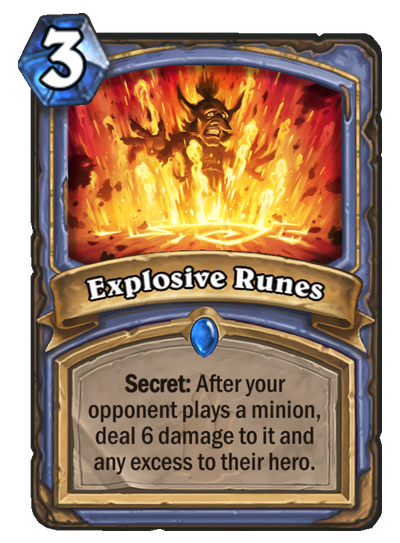 3
Explosive Runes
Secret: After your
opponent plays a minion,
deal 6 damage to it and
any excess to their hero.